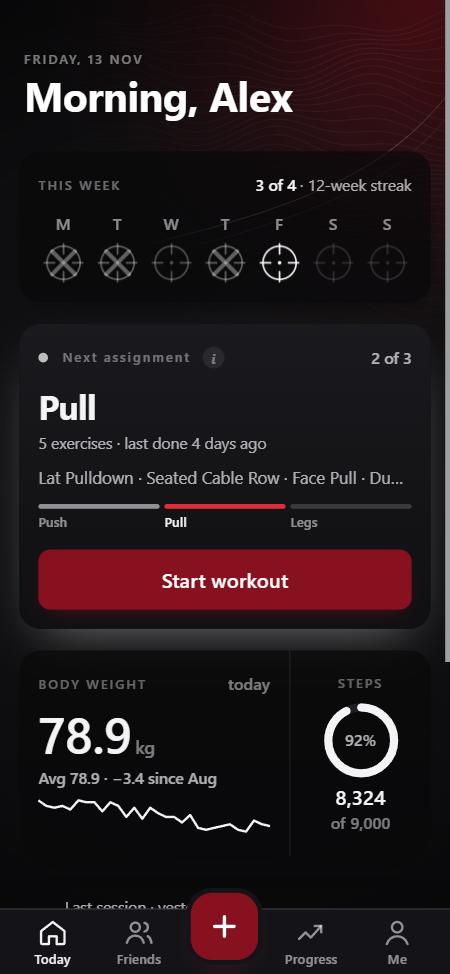 FRIDAY, 13 NOV
Morning, Alex
THIS WEEK 3 of 4 · 12-week streak
M T W T F S S
Next assignment i 2 of 3
Pull
5 exercises · last done 4 days ago
Lat Pulldown · Seated Cable Row · Face Pull · Du...
Push Pull Legs
Start workout
BODY WEIGHT today
78.9 kg
Avg 78.9 · −3.4 since Aug
STEPS
92%
8,324
of 9,000
Last session ·
Today Friends Progress Me